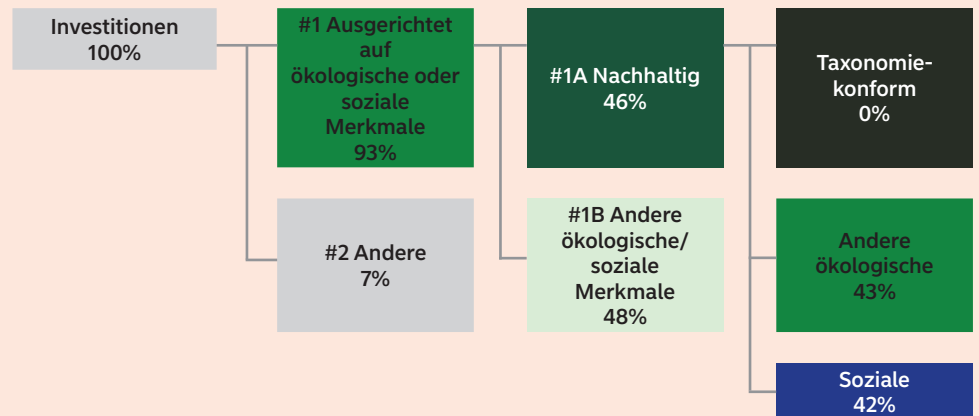 Investitionen
100%
#1 Ausgerichtet
auf
ökologische oder
soziale
Merkmale
93%
#2 Andere
7%
#1A Nachhaltig
46%
#1B Andere
ökologische/
soziale
Merkmale
48%
Taxonomie-
konform
0%
Andere
ökologische
43%
Soziale
42%